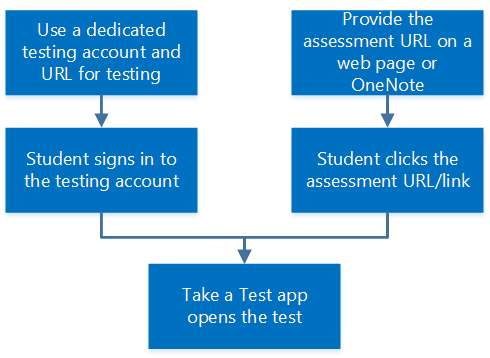 Use a dedicated
testing account and
URL for testing
Provide the
assessment URL on a
web page or
OneNote
Student signs in to
the testing account
Student clicks the
assessment URL/link
Take a Test app
opens the test